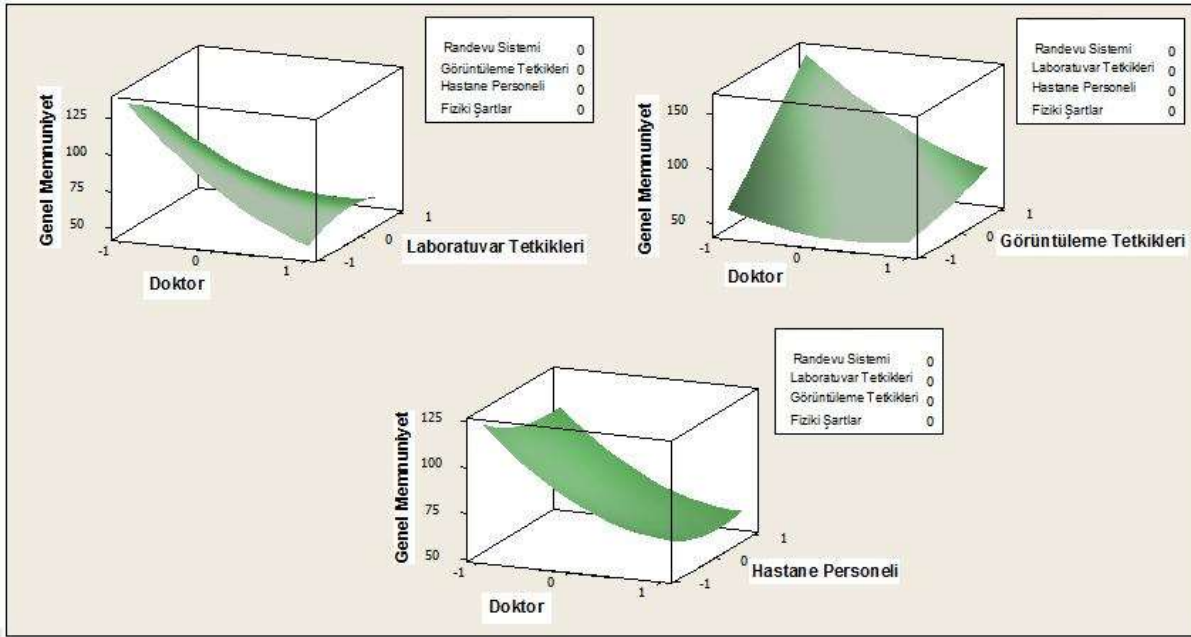 Randevu Sistemi 0
Görüntüleme Tetkikleri 0
Hastane Personeli 0
Fiziki Şartlar 0
Genel Memnuniyet
125
100
75
50
-1
0
1
Doktor
-1
0
1
Laboratuvar Tetkikleri
Randevu Sistemi 0
Laboratuvar Tetkikleri 0
Hastane Personeli 0
Fiziki Şartlar 0
Genel Memnuniyet
150
100
50
-1
0
1
Doktor
-1
0
1
Görüntüleme Tetkikleri
Randevu Sistemi 0
Laboratuvar Tetkikleri 0
Görüntüleme Tetkikleri 0
Fiziki Şartlar 0
Genel Memnuniyet
125
100
75
50
-1
0
1
Doktor
-1
0
1
Hastane Personeli